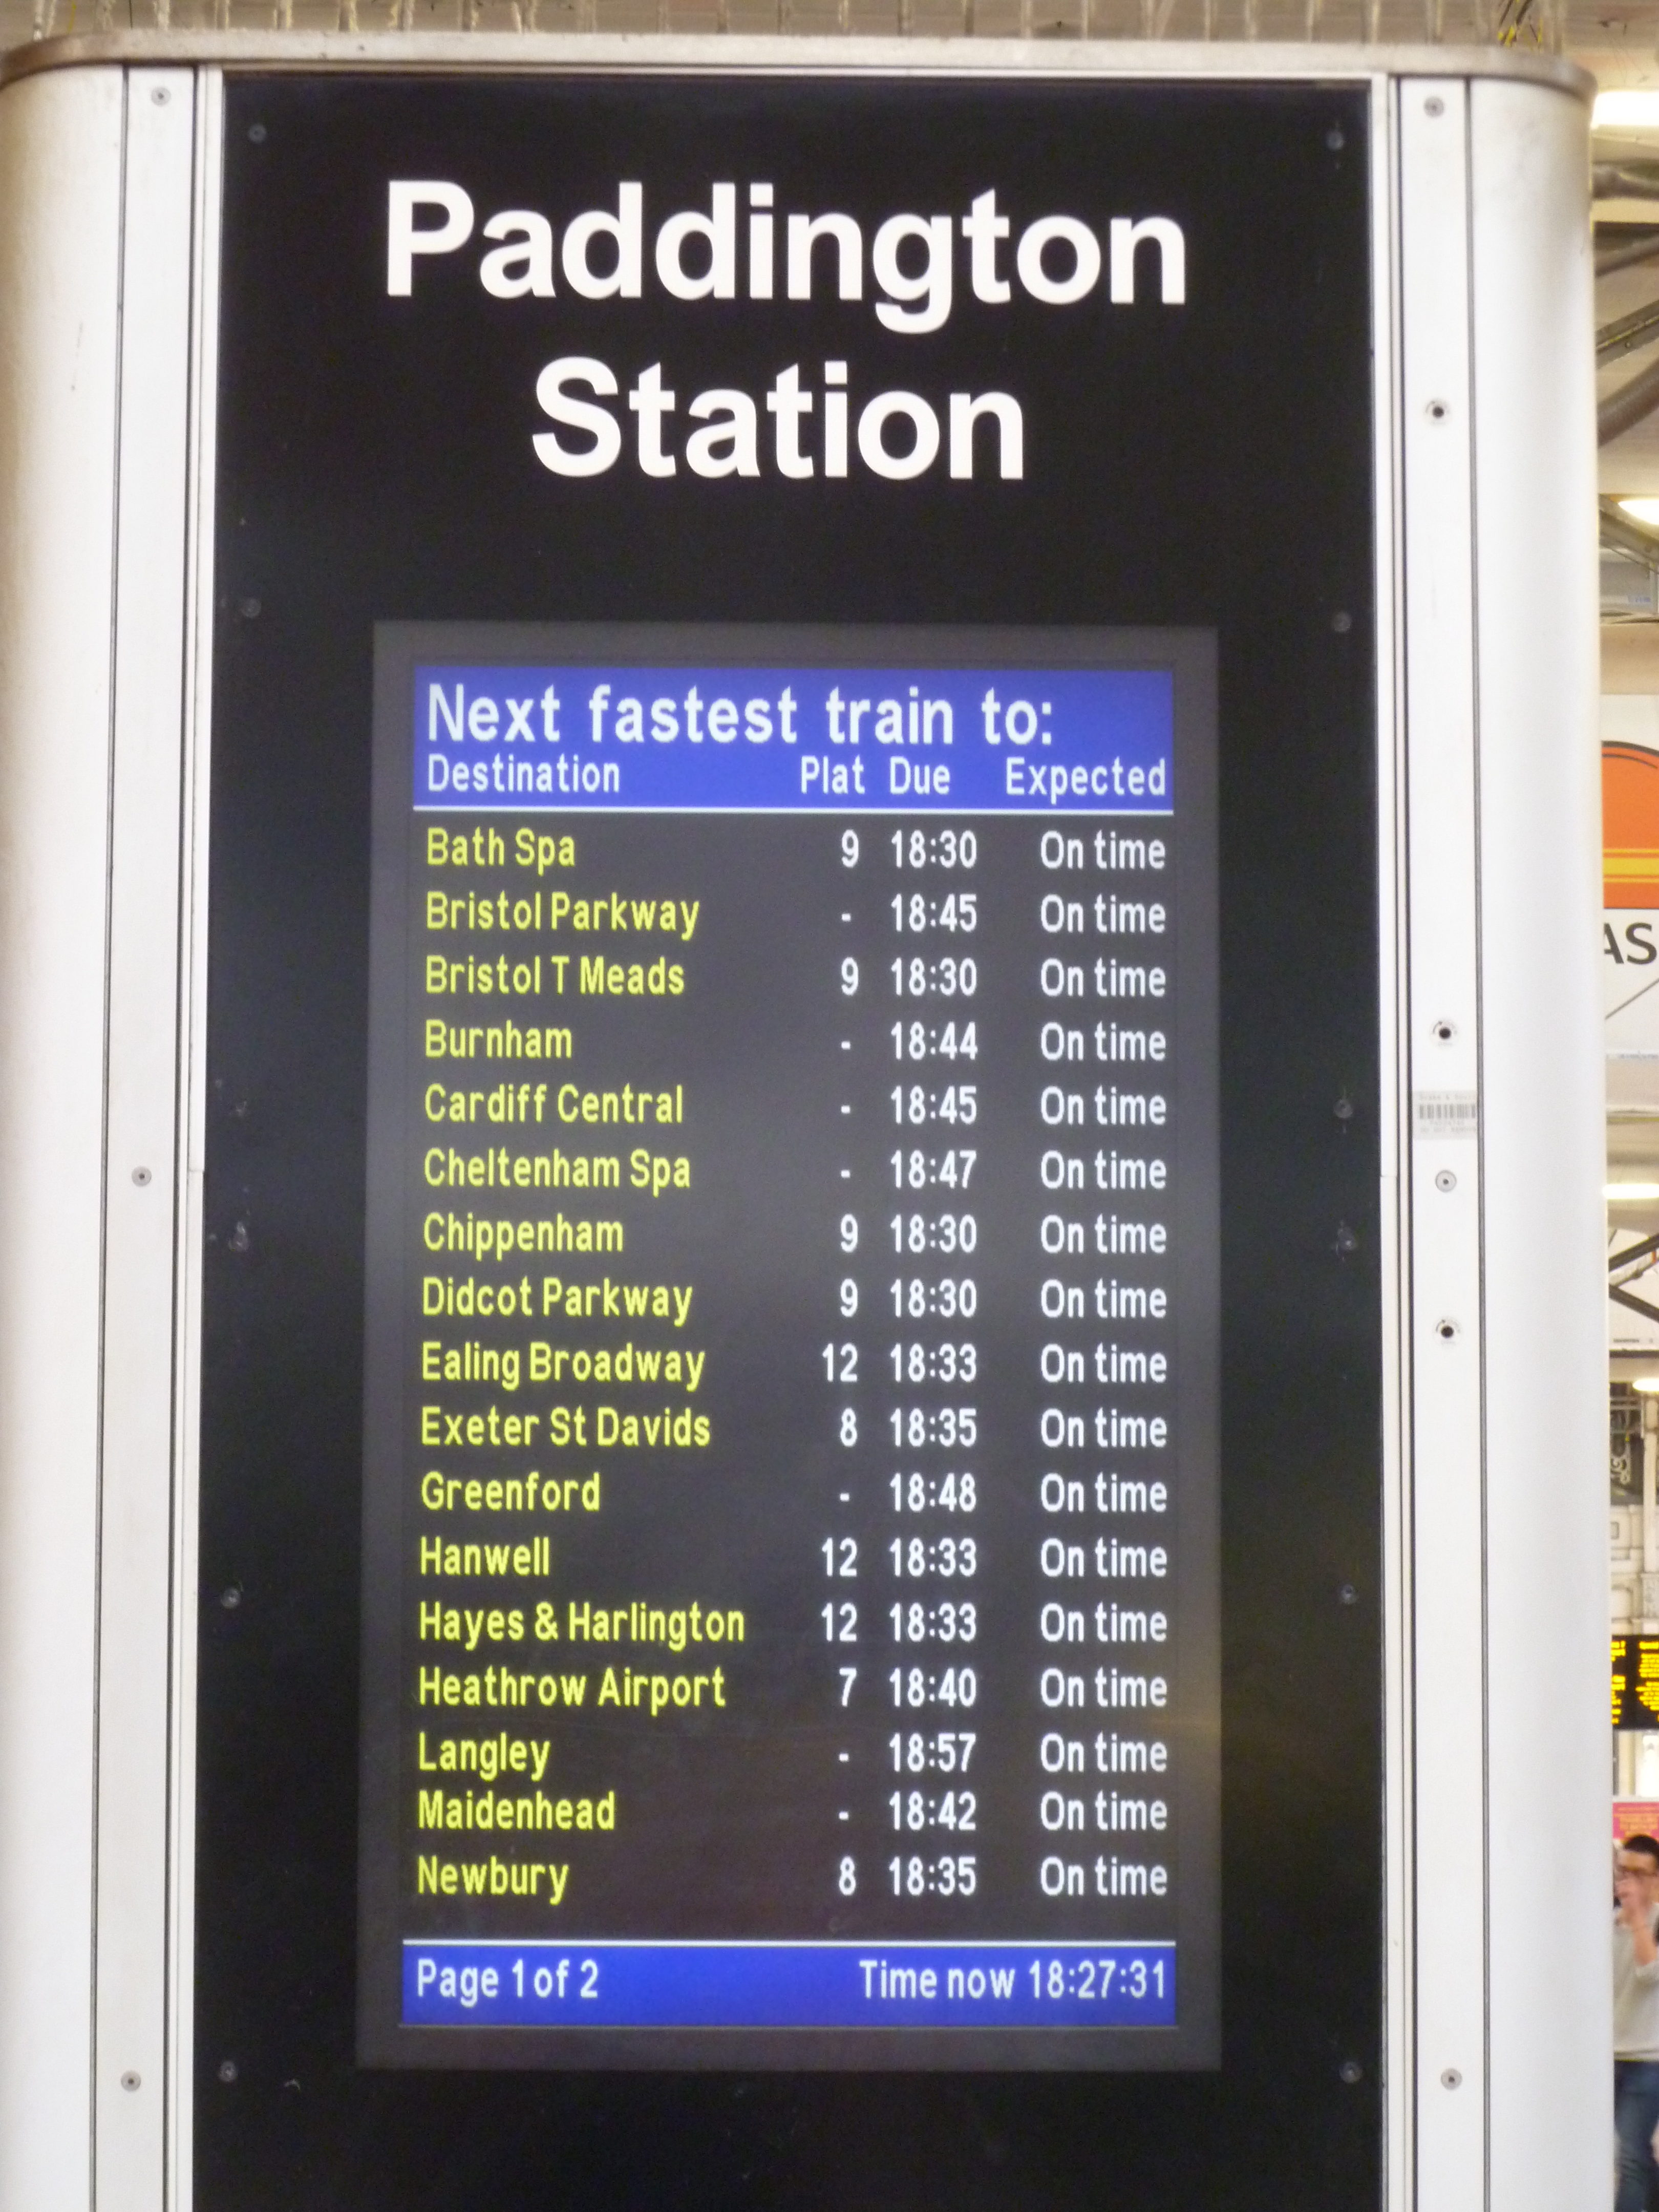 Paddington
Station
Next fastest train to:
Destination Plat Due Expected
Bath Spa 9 18:30 On time
Bristol Parkway - 18:45 On time
Bristol T Meads 9 18:30 On time
Burnham - 18:44 On time
Cardiff Central - 18:45 On time
Cheltenham Spa - 18:47 On time
Chippenham 9 18:30 On time
Didcot Parkway 9 18:30 On time
Ealing Broadway 12 18:33 On time
Exeter St Davids 8 18:35 On time
Greenford - 18:48 On time
Hanwell 12 18:33 On time
Hayes & Harlington 12 18:33 On time
Heathrow Airport 7 18:40 On time
Langley - 18:57 On time
Maidenhead - 18:42 On time
Newbury 8 18:35 On time
Page 1 of 2 Time now 18:27:31
AS